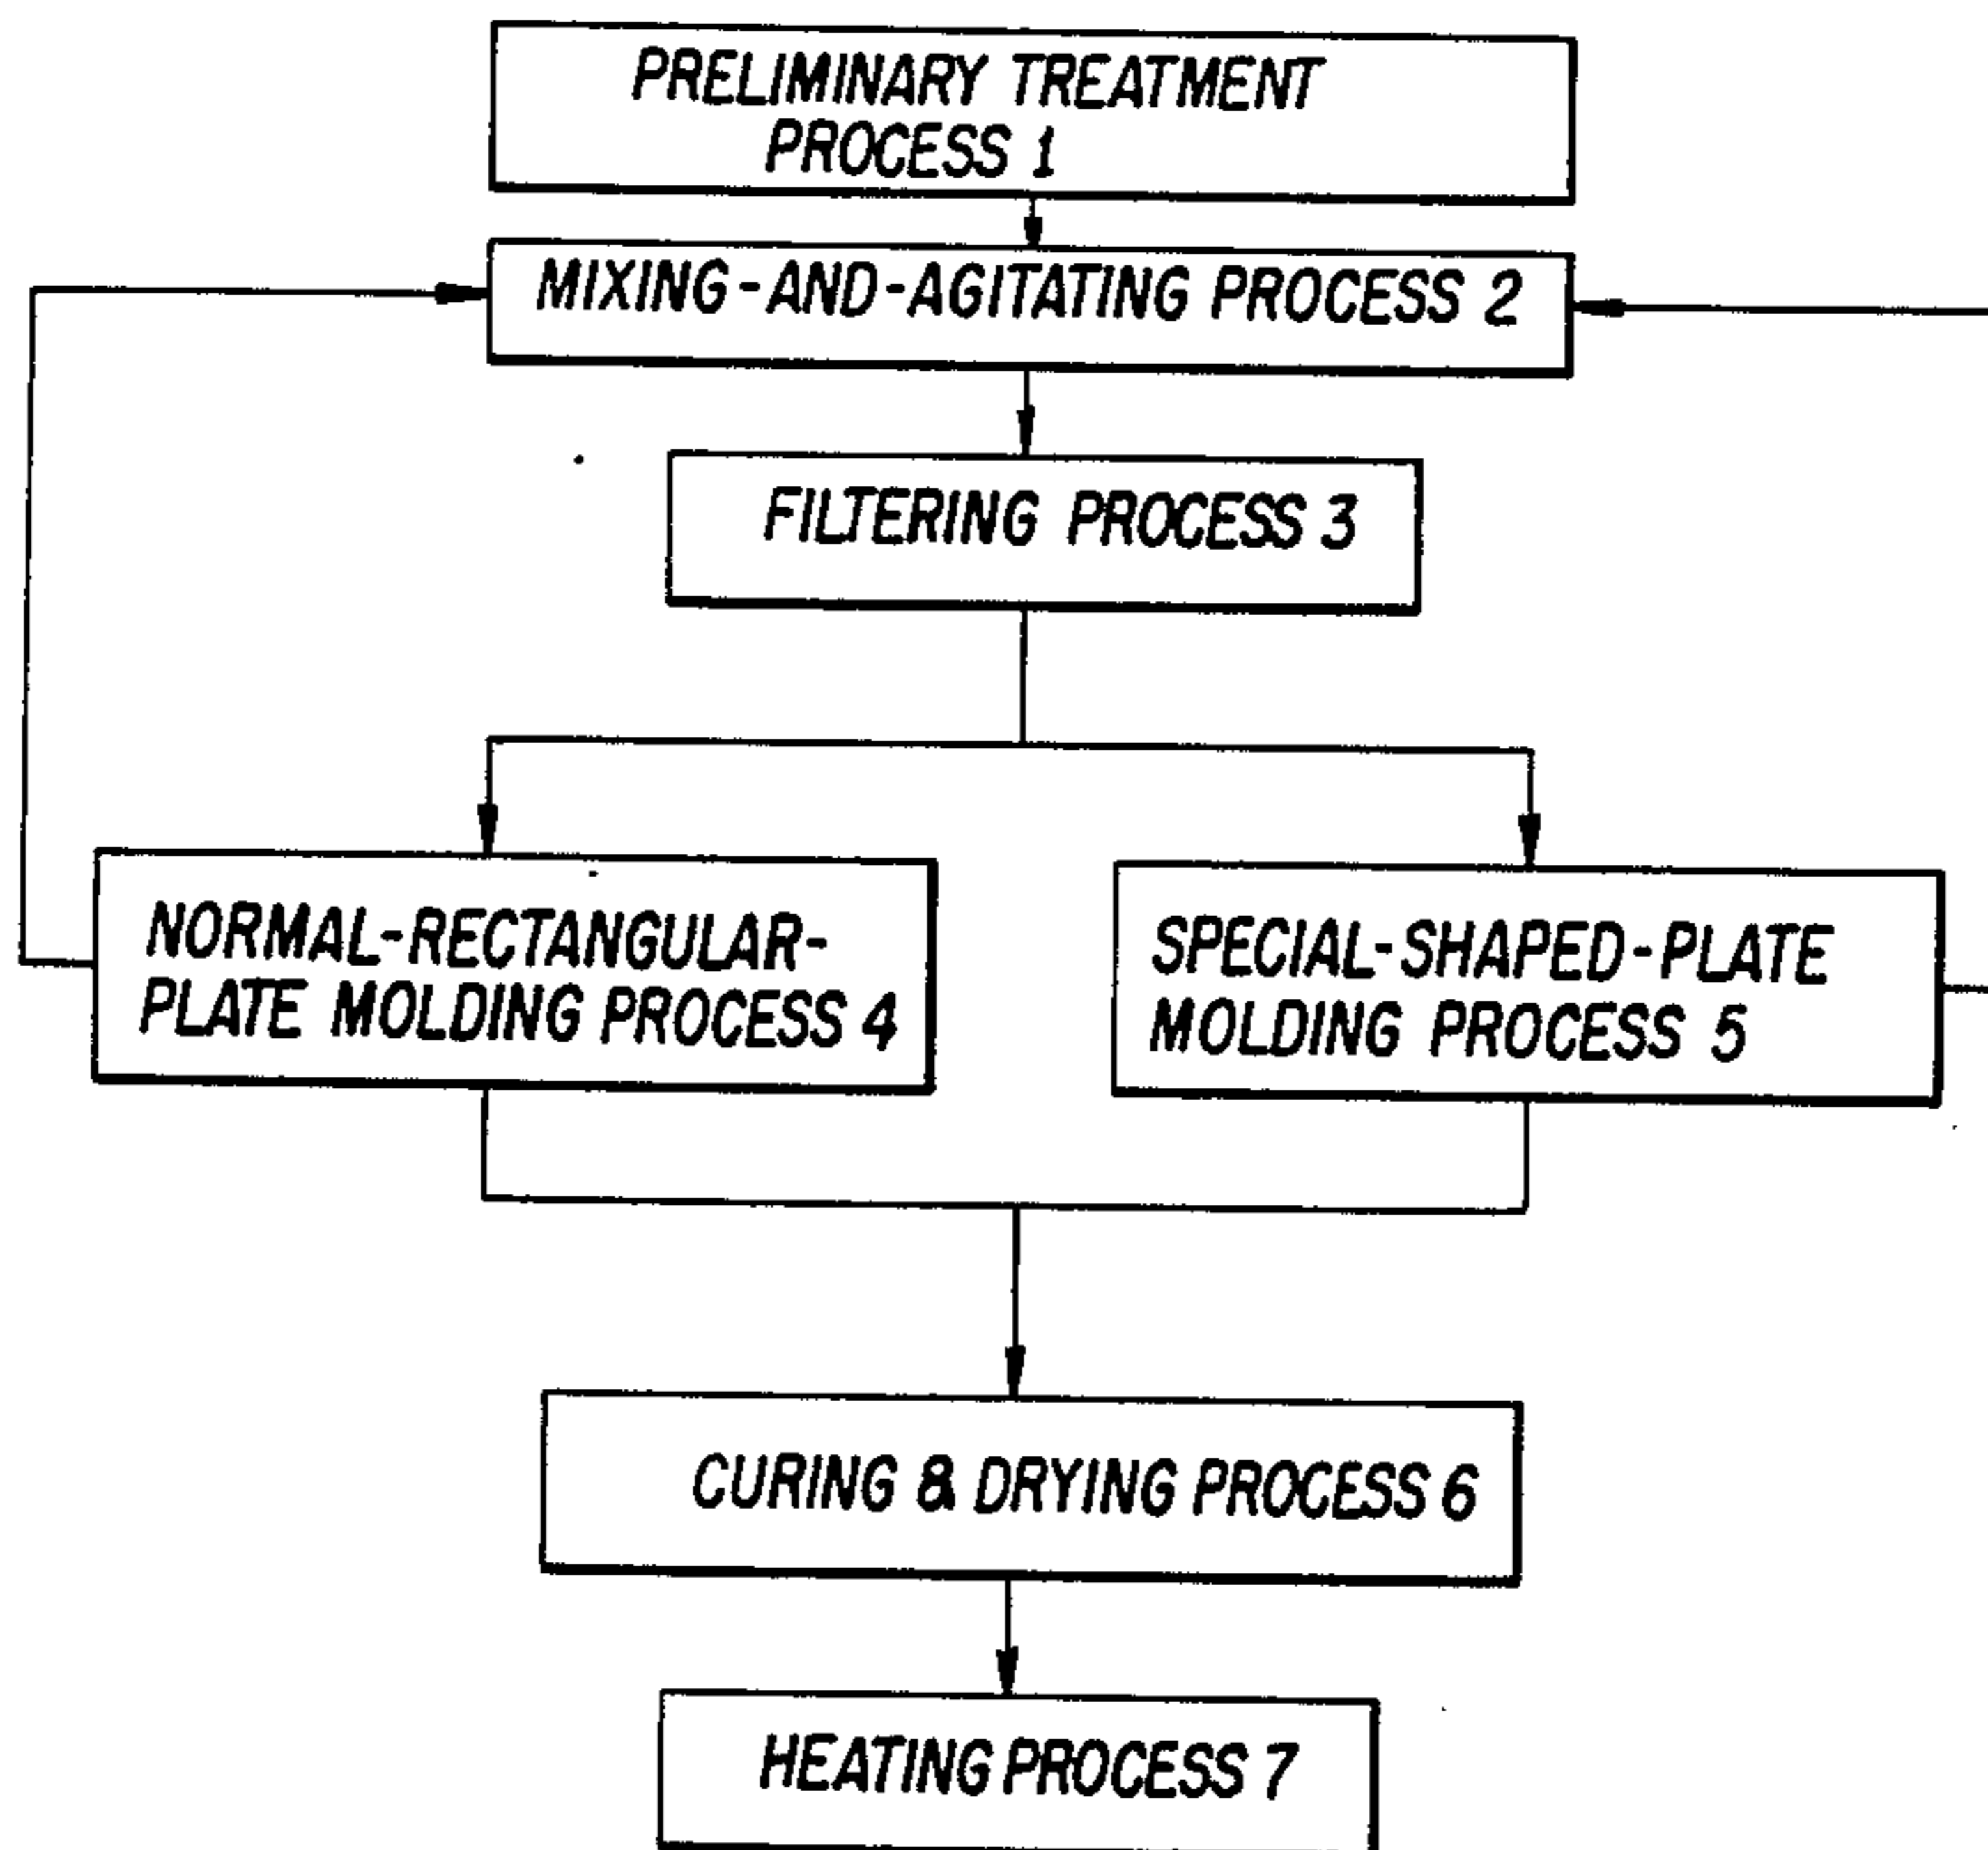 PRELIMINARY TREATMENT
PROCESS 1
MIXING-AND-AGITATING PROCESS 2
FILTERING PROCESS 3
NORMAL-RECTANGULAR-
PLATE MOLDING PROCESS 4
SPECIAL-SHAPED-PLATE
MOLDING PROCESS 5
CURING & DRYING PROCESS 6
HEATING PROCESS 7